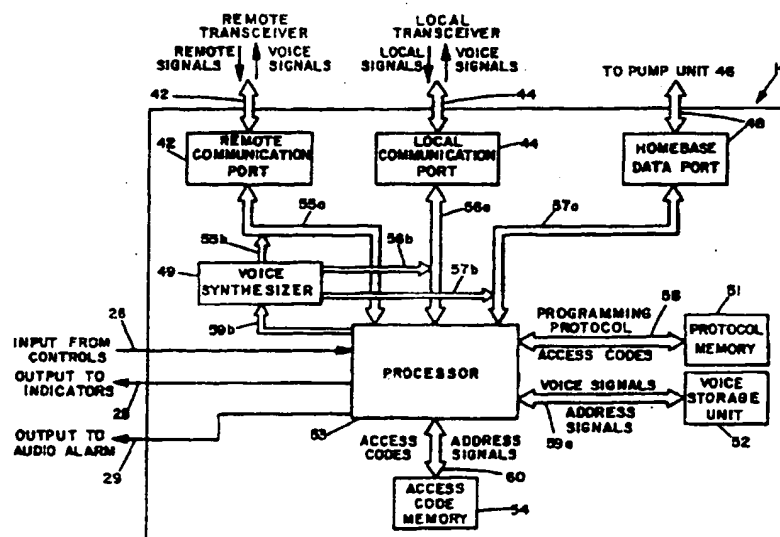 REMOTE TRANSCEIVER
REMOTE SIGNALS
VOICE SIGNALS
42
LOCAL TRANSCEIVER
LOCAL SIGNALS
VOICE SIGNALS
44
TO PUMP UNIT 46
H
48
42
REMOTE COMMUNICATION PORT
LOCAL COMMUNICATION PORT
44
HOMEBASE DATA PORT
55a
56a
57a
55b
56b
49
VOICE SYNTHESIZER
57b
59b
26
INPUT FROM CONTROLS
OUTPUT TO INDICATORS
28
OUTPUT TO AUDIO ALARM
29
PROCESSOR
53
PROGRAMMING PROTOCOL
58
ACCESS CODES
51
PROTOCOL MEMORY
VOICE SIGNALS
ADDRESS SIGNALS
59a
VOICE STORAGE UNIT
52
ACCESS CODES
ADDRESS SIGNALS
60
ACCESS CODE MEMORY
54